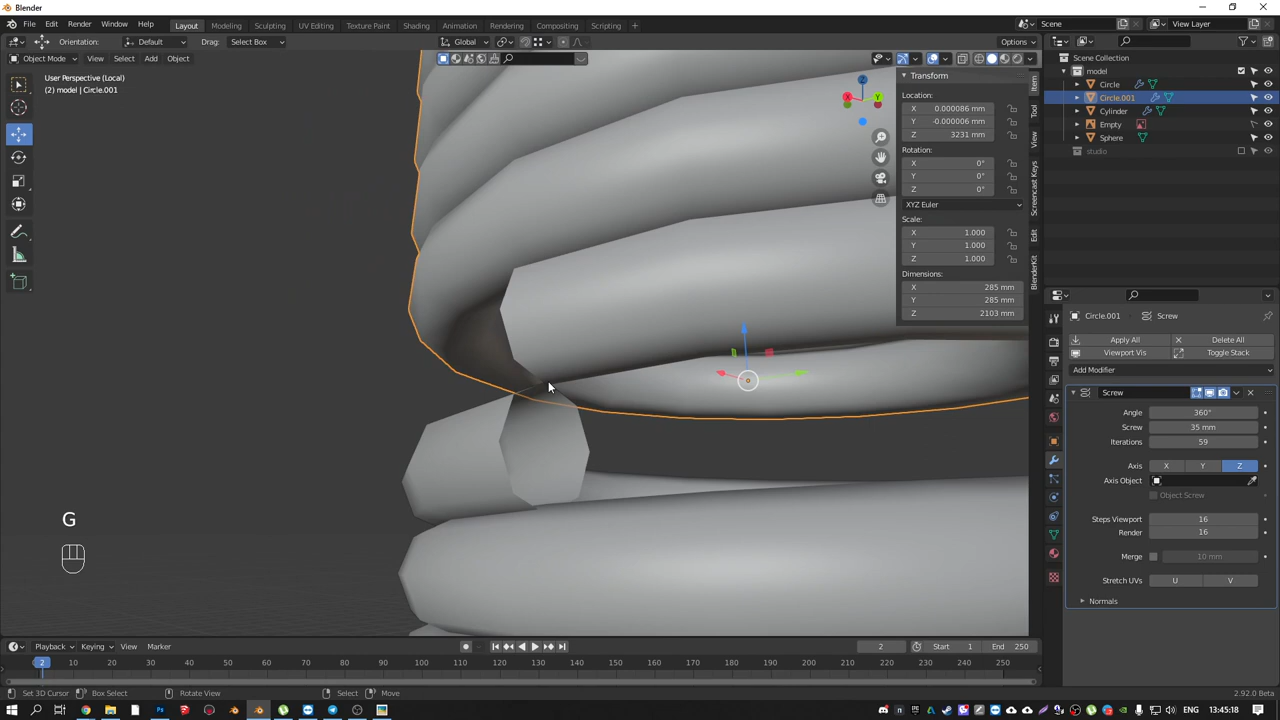 Blender
File Edit Render Window Help
Layout Modeling Sculpting UV Editing Texture Paint Shading Animation Rendering Compositing Scripting +
Scene View Layer
Orientation: Default Drag: Select Box Global Options
Object Mode View Select Add Object
User Perspective (Local)
(2) model | Circle.001
X Y Z
Transform
Location:
X 0.000086 mm
Y -0.000006 mm
Z 3231 mm
Rotation:
X 0°
Y 0°
Z 0°
XYZ Euler
Scale:
X 1.000
Y 1.000
Z 1.000
Dimensions:
X 285 mm
Y 285 mm
Z 2103 mm
Item
Tool
View
Screencast Keys
Edit
BlenderKit
Scene Collection
model
Circle
Circle.001
Cylinder
Empty
Sphere
studio
Circle.001 Screw
Apply All Delete All
Viewport Vis Toggle Stack
Add Modifier
Screw
Angle 360°
Screw 35 mm
Iterations 59
Axis X Y Z
Axis Object
Object Screw
Steps Viewport 16
Render 16
Merge 10 mm
Stretch UVs U V
Normals
G
Playback Keying View Marker 2 Start 1 End 250
2 10 20 30 40 50 60 70 80 90 100 110 120 130 140 150 160 170 180 190 200 210 220 230 240 250
Set 3D Cursor Box Select Rotate View Select Move 2.92.0 Beta
ENG 13:45:18